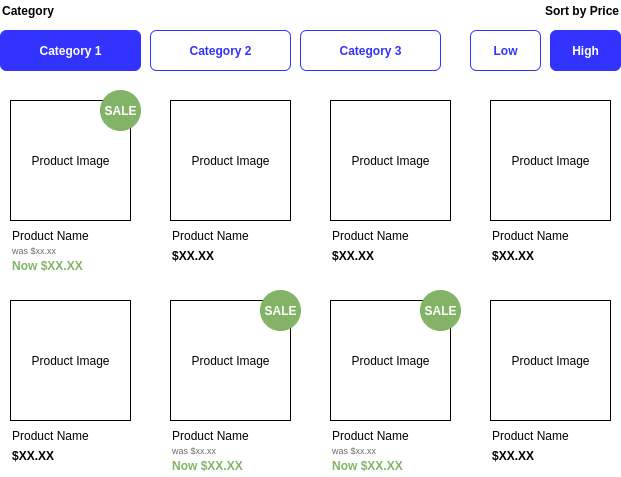 Category
Sort by Price
Category 1
Category 2
Category 3
Low
High
SALE
Product Image
Product Image
Product Image
Product Image
Product Name
was $xx.xx
Now $XX.XX
Product Name
$XX.XX
Product Name
$XX.XX
Product Name
$XX.XX
SALE
SALE
Product Image
Product Image
Product Image
Product Image
Product Name
$XX.XX
Product Name
was $xx.xx
Now $XX.XX
Product Name
was $xx.xx
Now $XX.XX
Product Name
$XX.XX